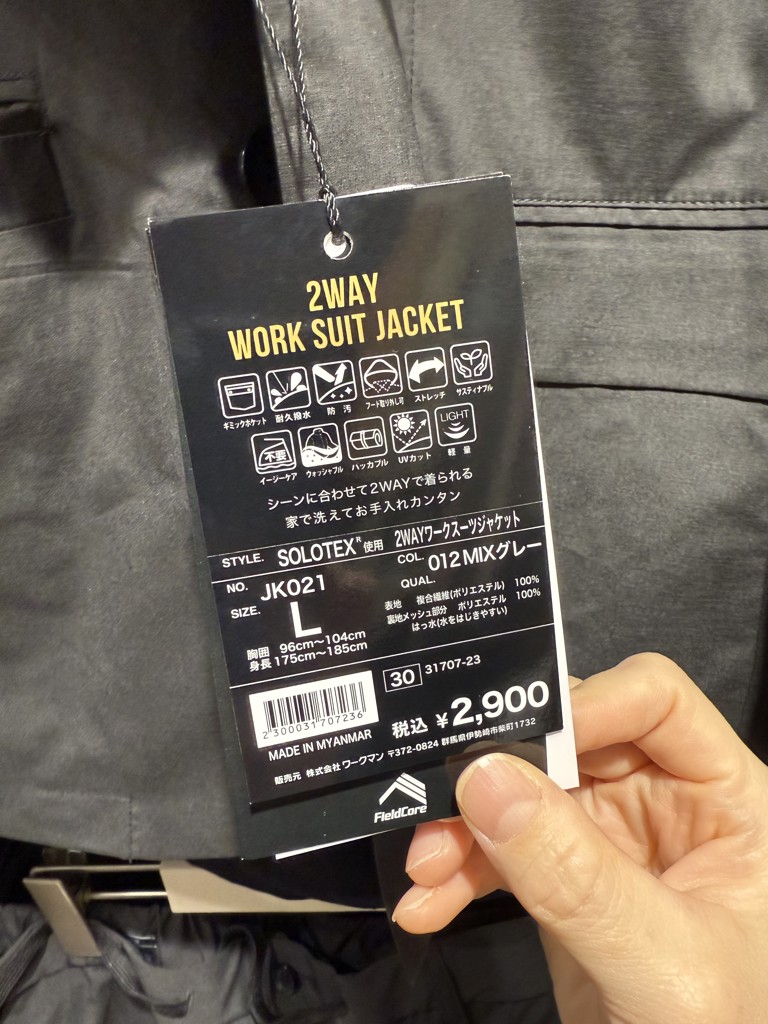 2WAY
WORK SUIT JACKET
ギミックポケット 耐久撥水 防 汚 フード取り外し可 ストレッチ サスティナブル
LIGHT
不要
イージーケア ウォッシャブル パッカブル UVカット 軽 量
シーンに合わせて2WAYで着られる
家で洗えてお手入れカンタン
STYLE. SOLOTEX® 使用 2WAYワークスーツジャケット
NO. JK021 COL. 012MIXグレー
SIZE. L
QUAL.
表地 複合繊維(ポリエステル) 100%
裏地メッシュ部分 ポリエステル 100%
はっ水(水をはじきやすい)
胸囲 96cm〜104cm
身長 175cm〜185cm
30 31707-23
2 300031 707236
税込 ¥2,900
MADE IN MYANMAR
販売元 株式会社 ワークマン 〒372-0824 群馬県伊勢崎市柴町1732
FieldCore